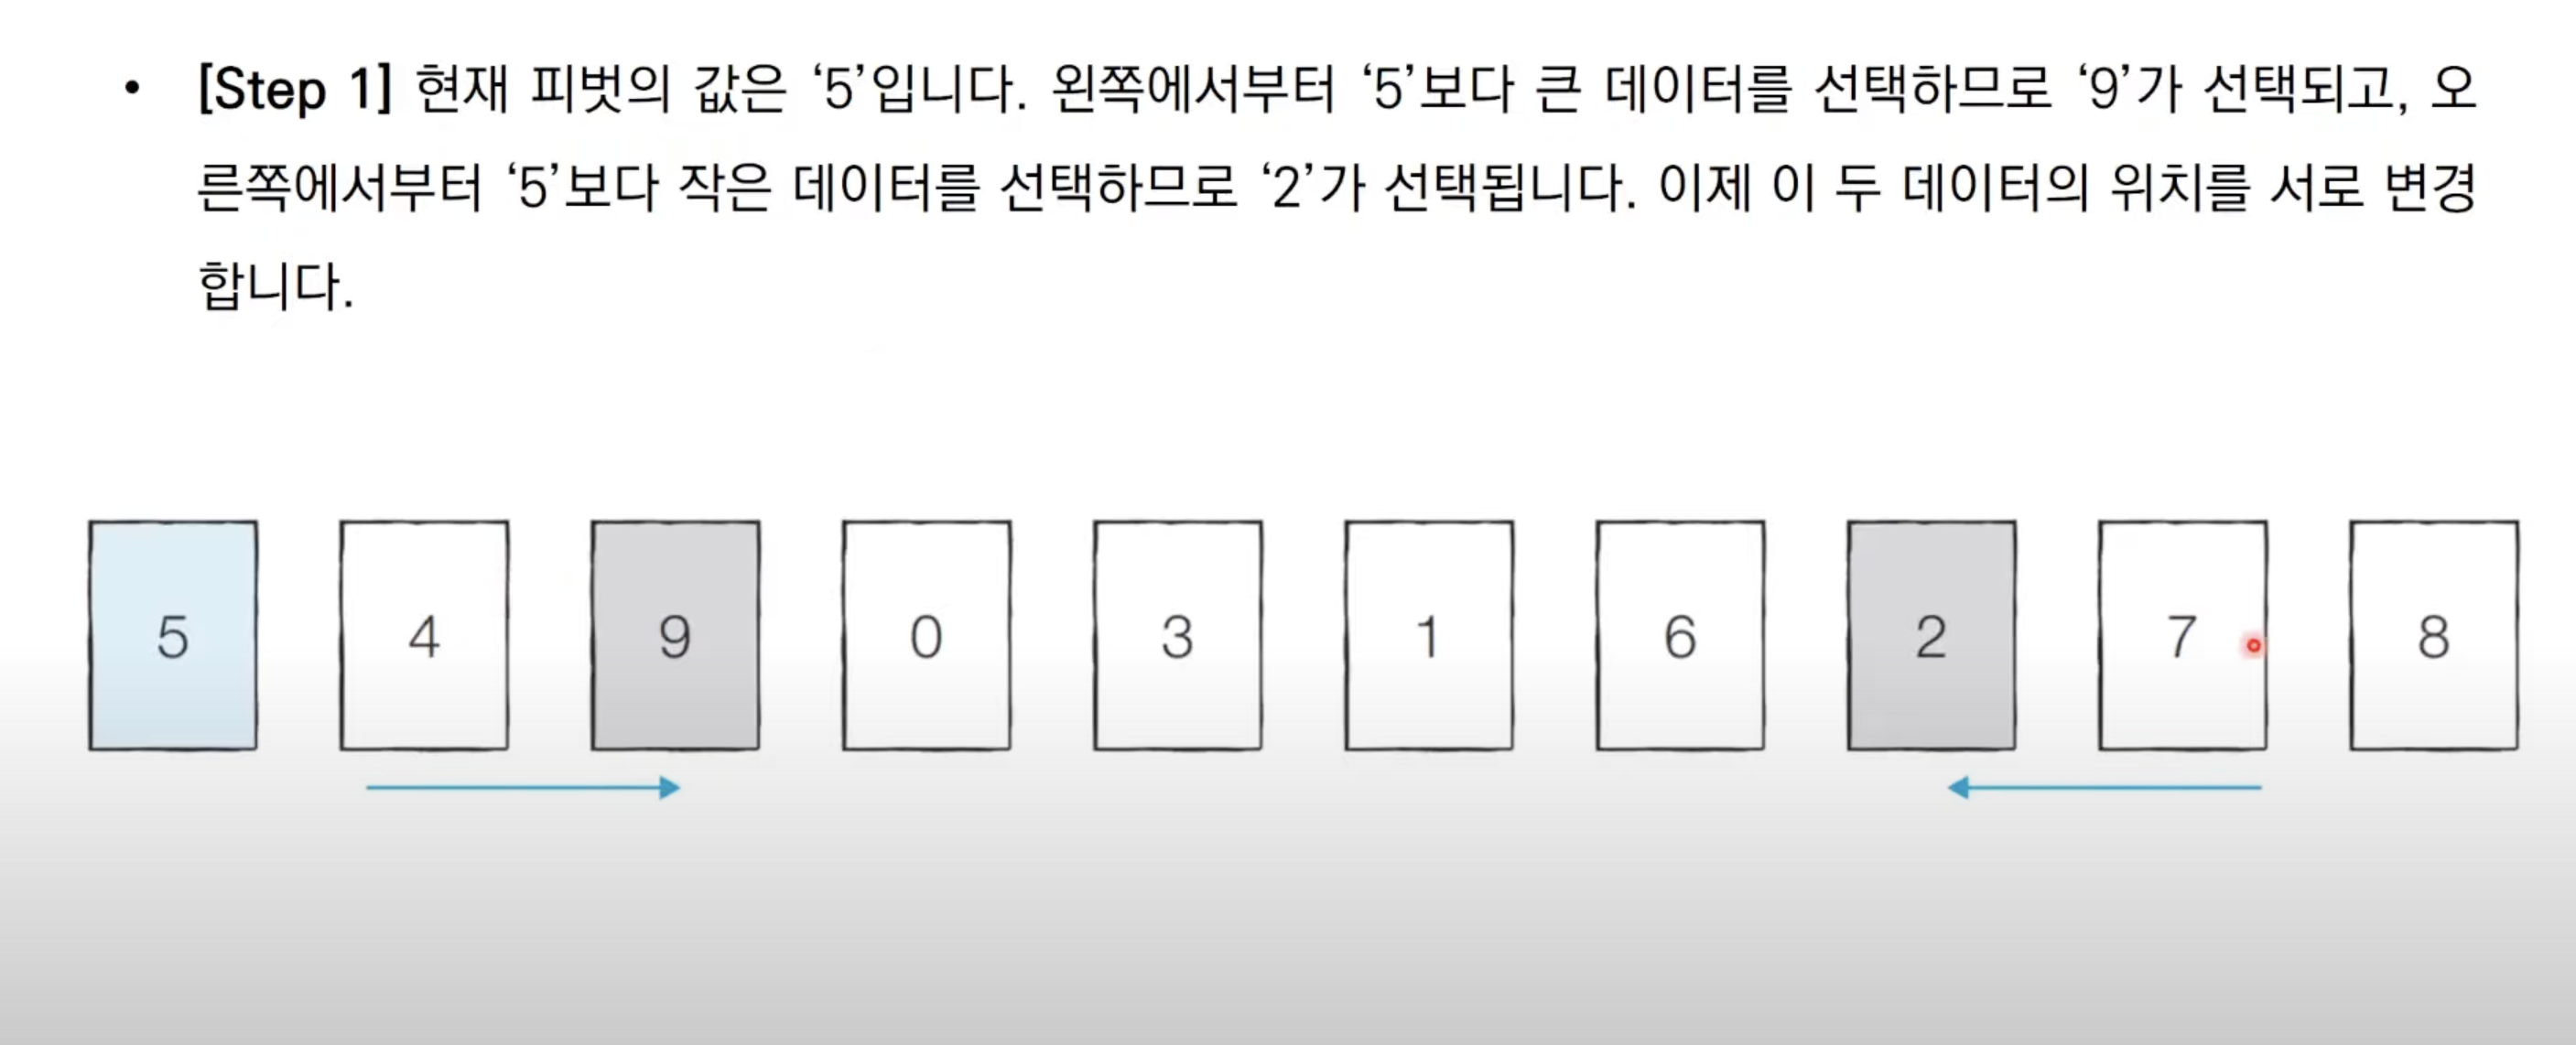 • [Step 1] 현재 피벗의 값은 ‘5’입니다. 왼쪽에서부터 ‘5’보다 큰 데이터를 선택하므로 ‘9’가 선택되고, 오
른쪽에서부터 ‘5’보다 작은 데이터를 선택하므로 ‘2’가 선택됩니다. 이제 이 두 데이터의 위치를 서로 변경
합니다.
5 4 9 0 3 1 6 2 7 8